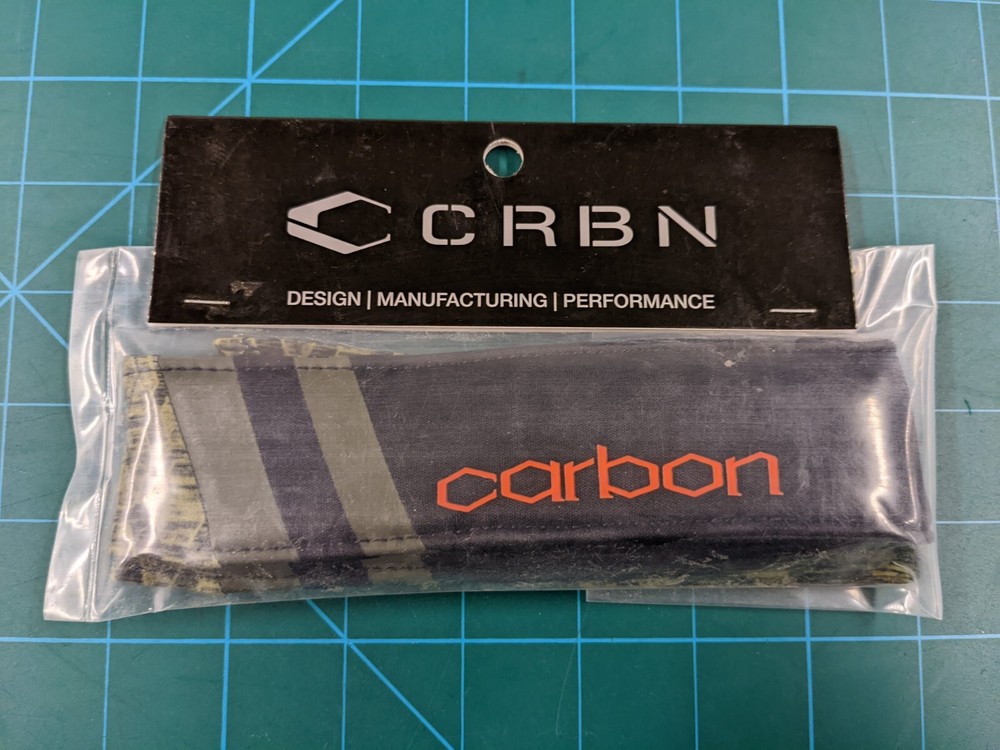 CRBN
DESIGN | MANUFACTURING | PERFORMANCE
carbon